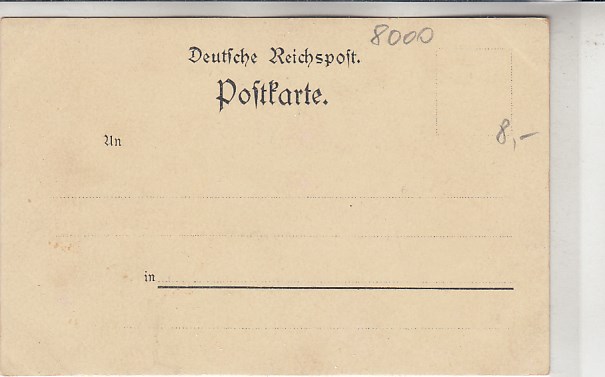 8000
Deutſche Reichspoſt.
Poſtkarte.
8,-
An
in